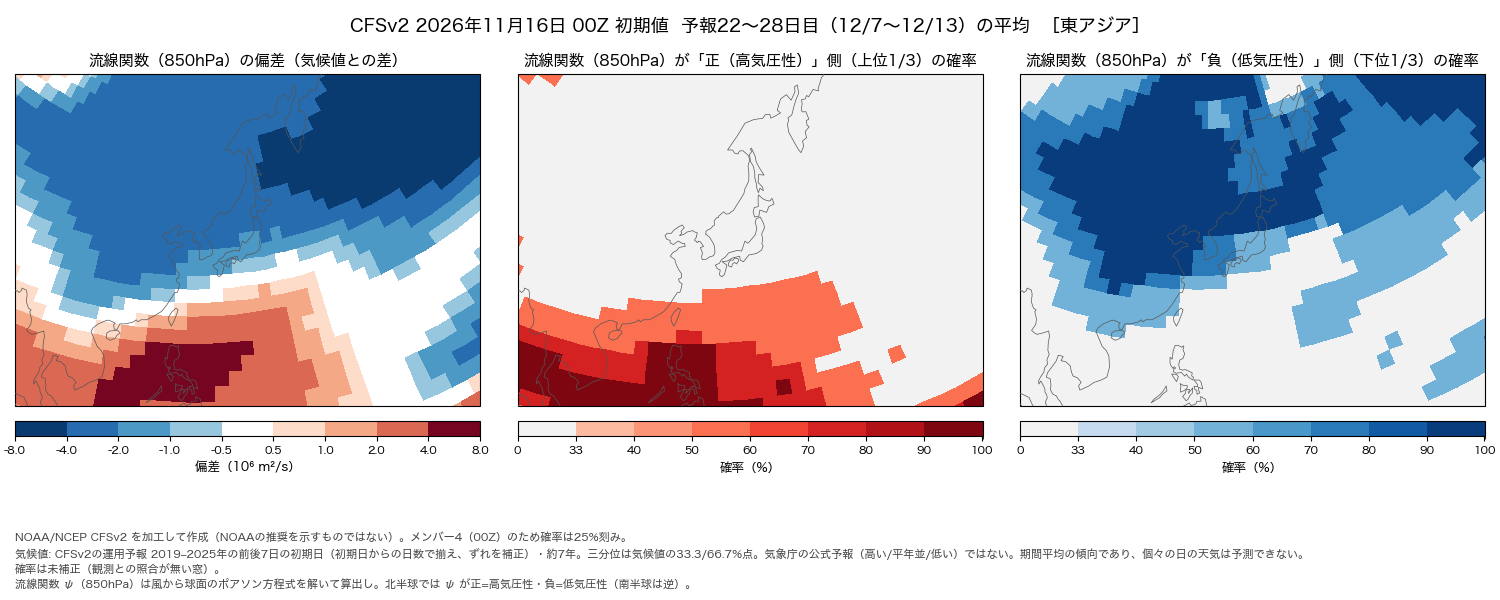 CFSv2 2026年11月16日 00Z 初期値 予報22〜28日目（12/7〜12/13）の平均 ［東アジア］
流線関数（850hPa）の偏差（気候値との差）
流線関数（850hPa）が「正（高気圧性）」側（上位1/3）の確率
流線関数（850hPa）が「負（低気圧性）」側（下位1/3）の確率
-8.0 -4.0 -2.0 -1.0 -0.5 0.5 1.0 2.0 4.0 8.0
偏差（10⁶ m²/s）
0 33 40 50 60 70 80 90 100
確率（%）
0 33 40 50 60 70 80 90 100
確率（%）
NOAA/NCEP CFSv2 を加工して作成（NOAAの推奨を示すものではない）。メンバー4（00Z）のため確率は25%刻み。
気候値: CFSv2の運用予報 2019–2025年の前後7日の初期日（初期日からの日数で揃え、ずれを補正）・約7年。三分位は気候値の33.3/66.7%点。気象庁の公式予報（高い/平年並/低い）ではない。期間平均の傾向であり、個々の日の天気は予測できない。
確率は未補正（観測との照合が無い窓）。
流線関数 ψ（850hPa）は風から球面のポアソン方程式を解いて算出し。北半球では ψ が正=高気圧性・負=低気圧性（南半球は逆）。